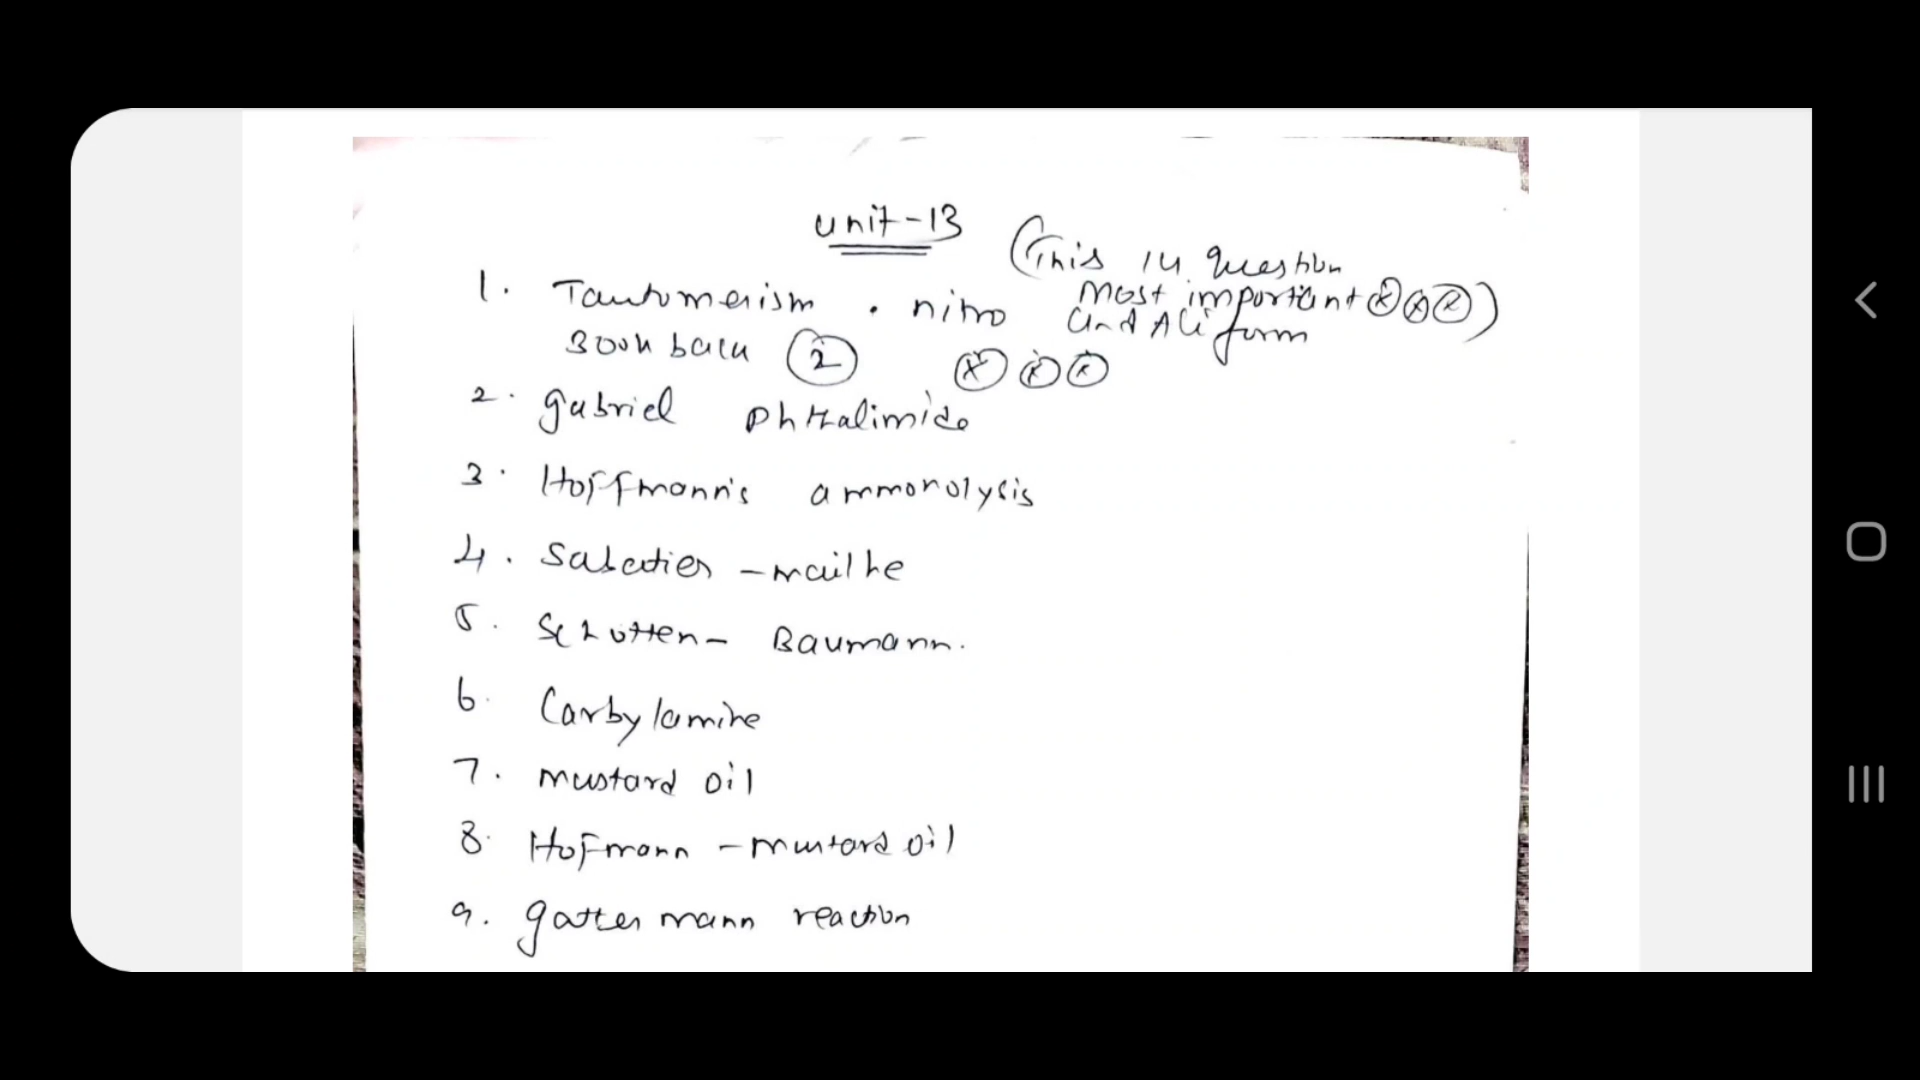 unit-13
(This 14 Question
most important
and Ali form
1. Tautomerism . nitro
Book back 2
2. gabriel phthalimide
3. Hoffmann's ammonolysis
4. Sabatier - mailhe
5. Schotten - Baumann.
6. Carbylamine
7. mustard oil
8. Hofmann - mustard oil
9. gattermann reaction